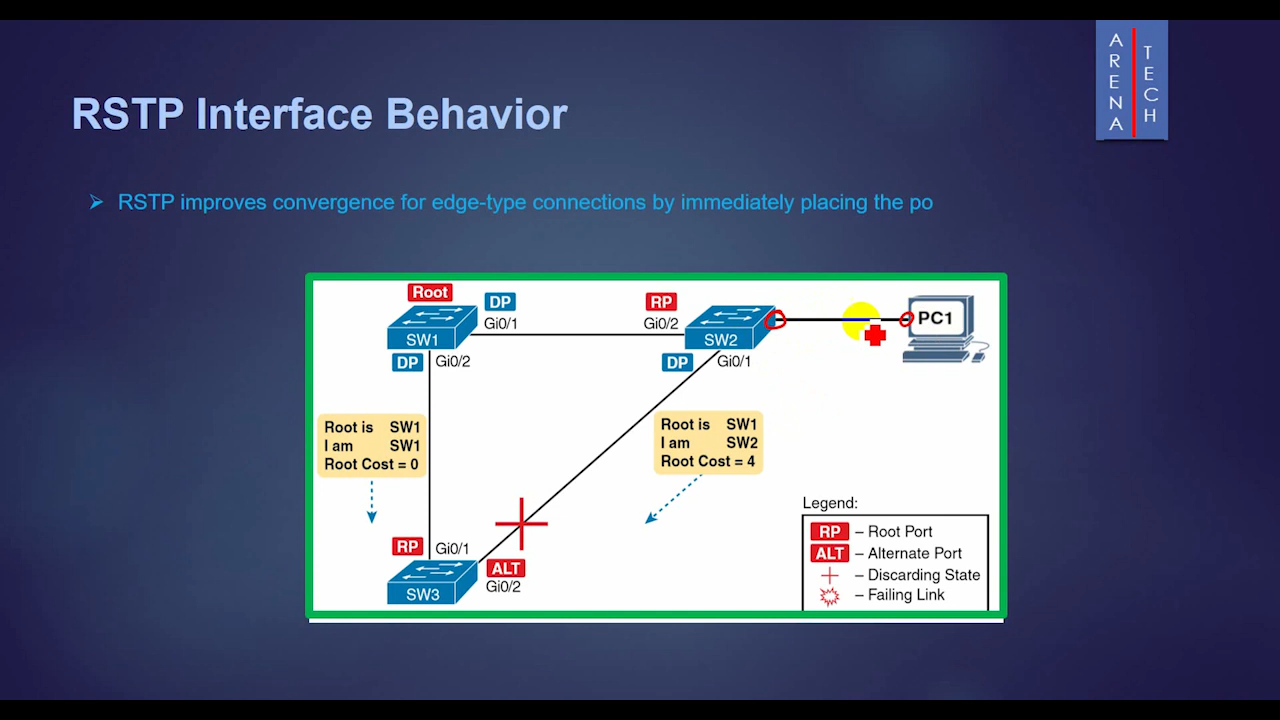 ARENA
TECH
RSTP Interface Behavior
RSTP improves convergence for edge-type connections by immediately placing the po
Root
DP
Gi0/1
RP
Gi0/2
SW1
SW2
PC1
DP
Gi0/2
DP
Gi0/1
Root is SW1
I am SW1
Root Cost = 0
Root is SW1
I am SW2
Root Cost = 4
RP
Gi0/1
ALT
Gi0/2
SW3
Legend:
RP – Root Port
ALT – Alternate Port
– Discarding State
– Failing Link